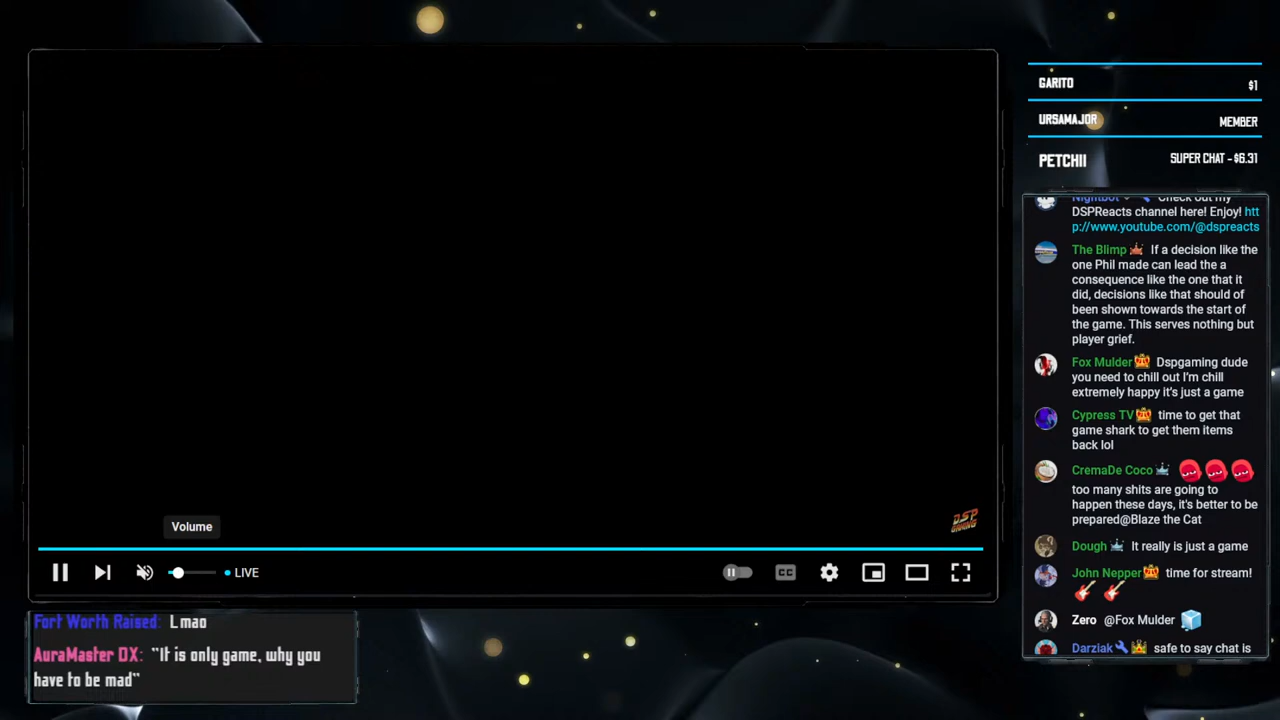 GARITO $1
URSAMAJOR MEMBER
PETCHII SUPER CHAT - $6.31
Nightbot Check out my
DSPReacts channel here! Enjoy! htt
p://www.youtube.com/@dspreacts
The Blimp If a decision like the
one Phil made can lead the a
consequence like the one that it
did, decisions like that should of
been shown towards the start of
the game. This serves nothing but
player grief.
Fox Mulder Dspgaming dude
you need to chill out I'm chill
extremely happy it's just a game
Cypress TV time to get that
game shark to get them items
back lol
CremaDe Coco
too many shits are going to
happen these days, it's better to be
prepared@Blaze the Cat
Dough It really is just a game
John Nepper time for stream!
Zero @Fox Mulder
Darziak safe to say chat is
DSP
GAMING
Volume
LIVE
CC
Fort Worth Raised: Lmao
AuraMaster DX: "It is only game, why you
have to be mad"